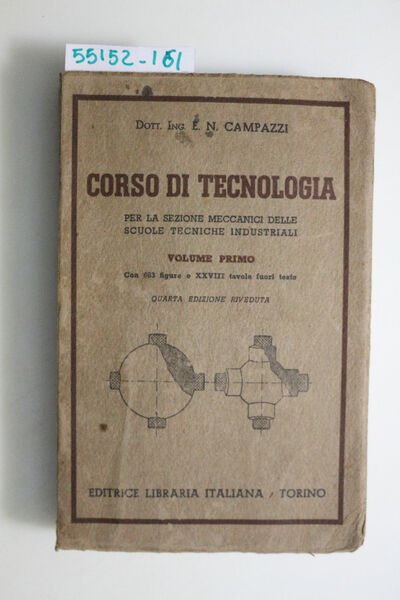 55152-161
DOTT. ING. E. N. CAMPAZZI
CORSO DI TECNOLOGIA
PER LA SEZIONE MECCANICI DELLE
SCUOLE TECNICHE INDUSTRIALI
VOLUME PRIMO
Con 663 figure e XXVIII tavole fuori testo
QUARTA EDIZIONE RIVEDUTA
EDITRICE LIBRARIA ITALIANA / TORINO